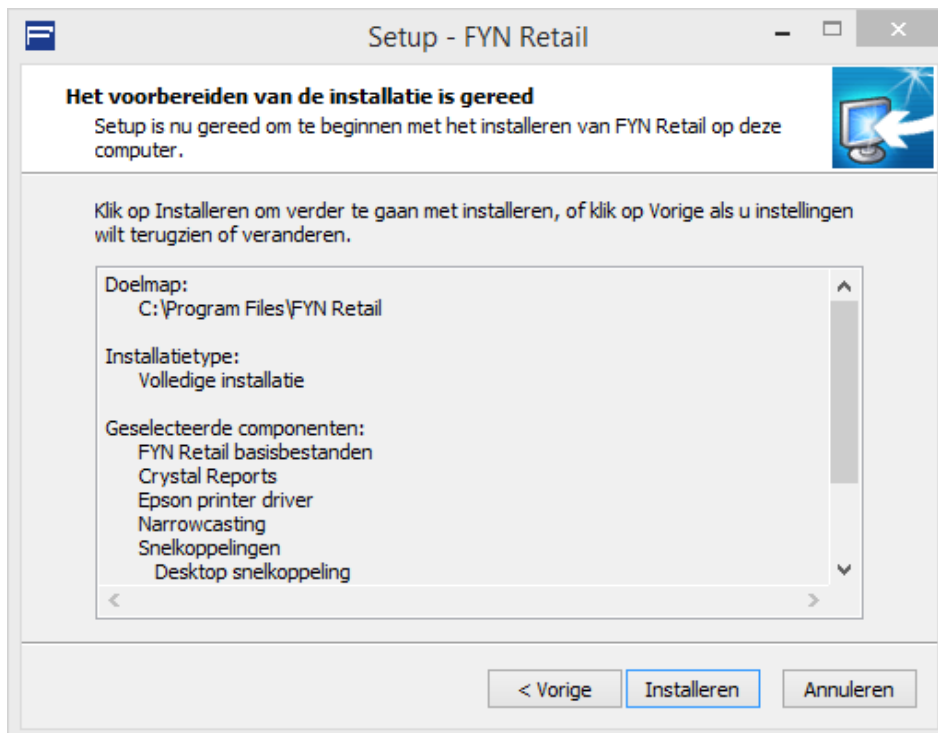 Setup - FYN Retail
Het voorbereiden van de installatie is gereed
Setup is nu gereed om te beginnen met het installeren van FYN Retail op deze
computer.
Klik op Installeren om verder te gaan met installeren, of klik op Vorige als u instellingen
wilt terugzien of veranderen.
Doelmap:
C:\Program Files\FYN Retail
Installatietype:
Volledige installatie
Geselecteerde componenten:
FYN Retail basisbestanden
Crystal Reports
Epson printer driver
Narrowcasting
Snelkoppelingen
Desktop snelkoppeling
< Vorige
Installeren
Annuleren